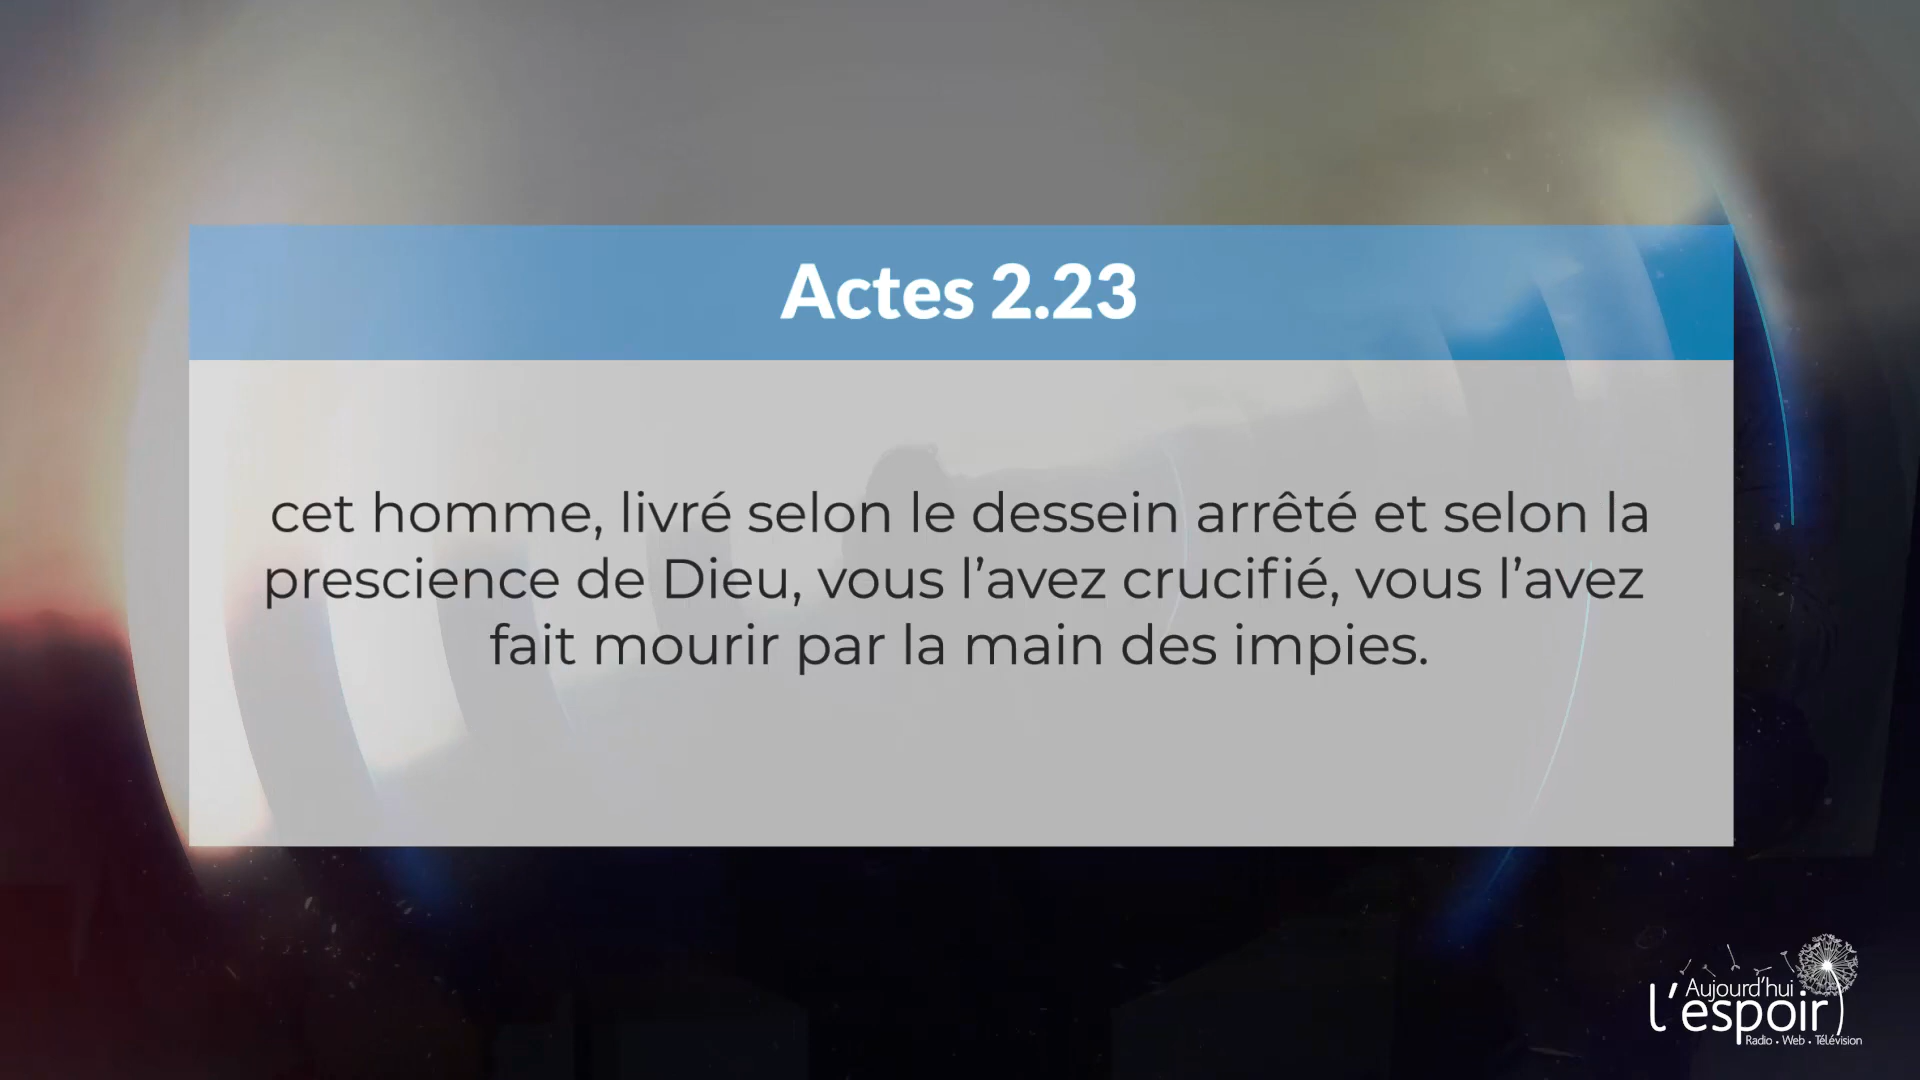 Actes 2.23
cet homme, livré selon le dessein arrêté et selon la
prescience de Dieu, vous l’avez crucifié, vous l’avez
fait mourir par la main des impies.
Aujourd'hui
l'espoir
Radio • Web • Télévision